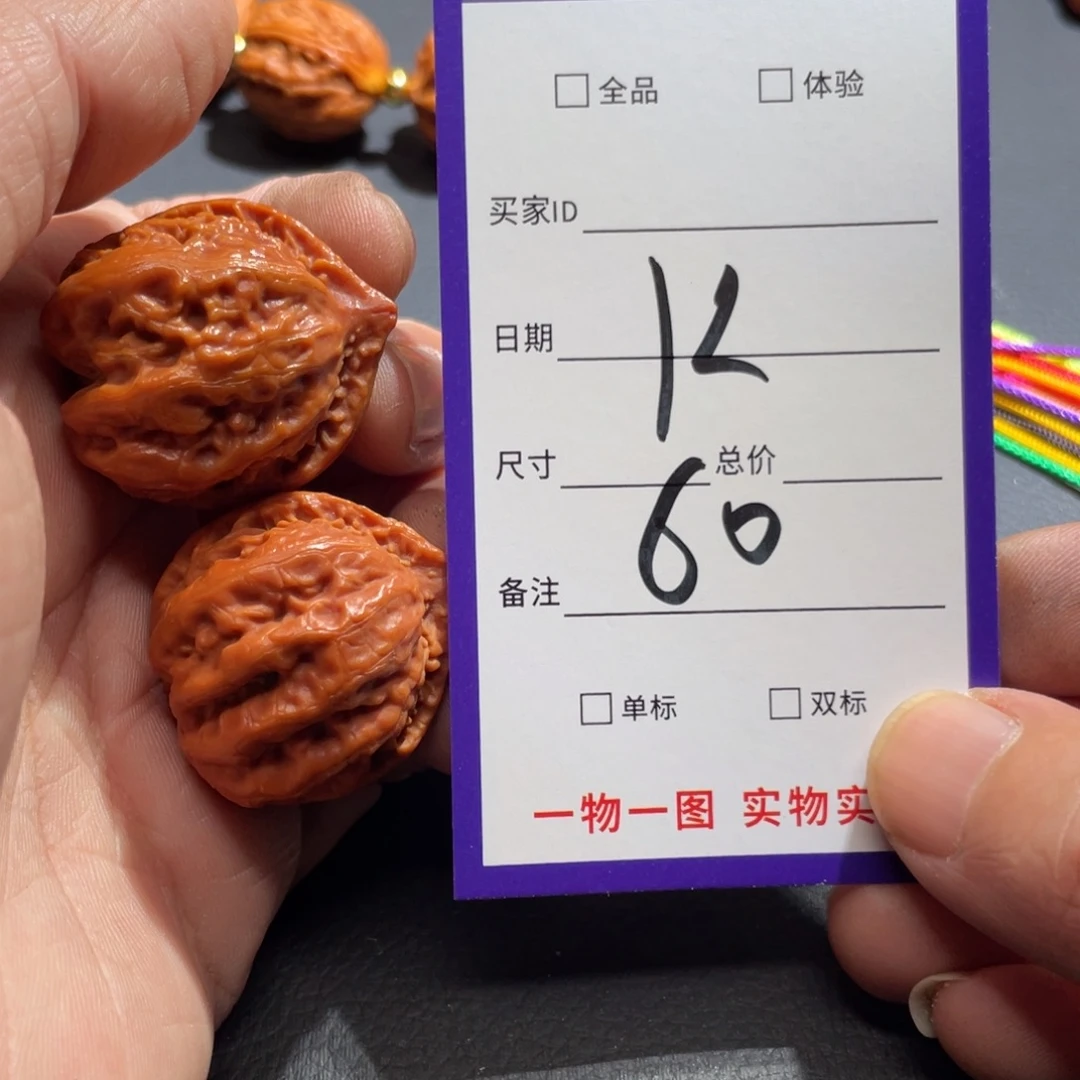 全品 体验
买家ID
日期
12
尺寸 总价
60
备注
单标 双标
一物一图 实物实